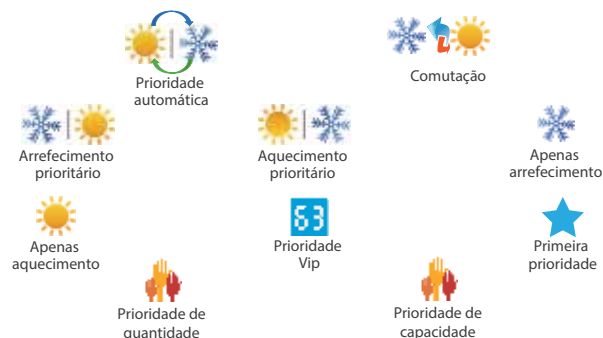 Prioridade
automática
Comutação
Arrefecimento
prioritário
Aquecimento
prioritário
Apenas
arrefecimento
Apenas
aquecimento
63
Prioridade
Vip
Primeira
prioridade
Prioridade de
quantidade
Prioridade de
capacidade